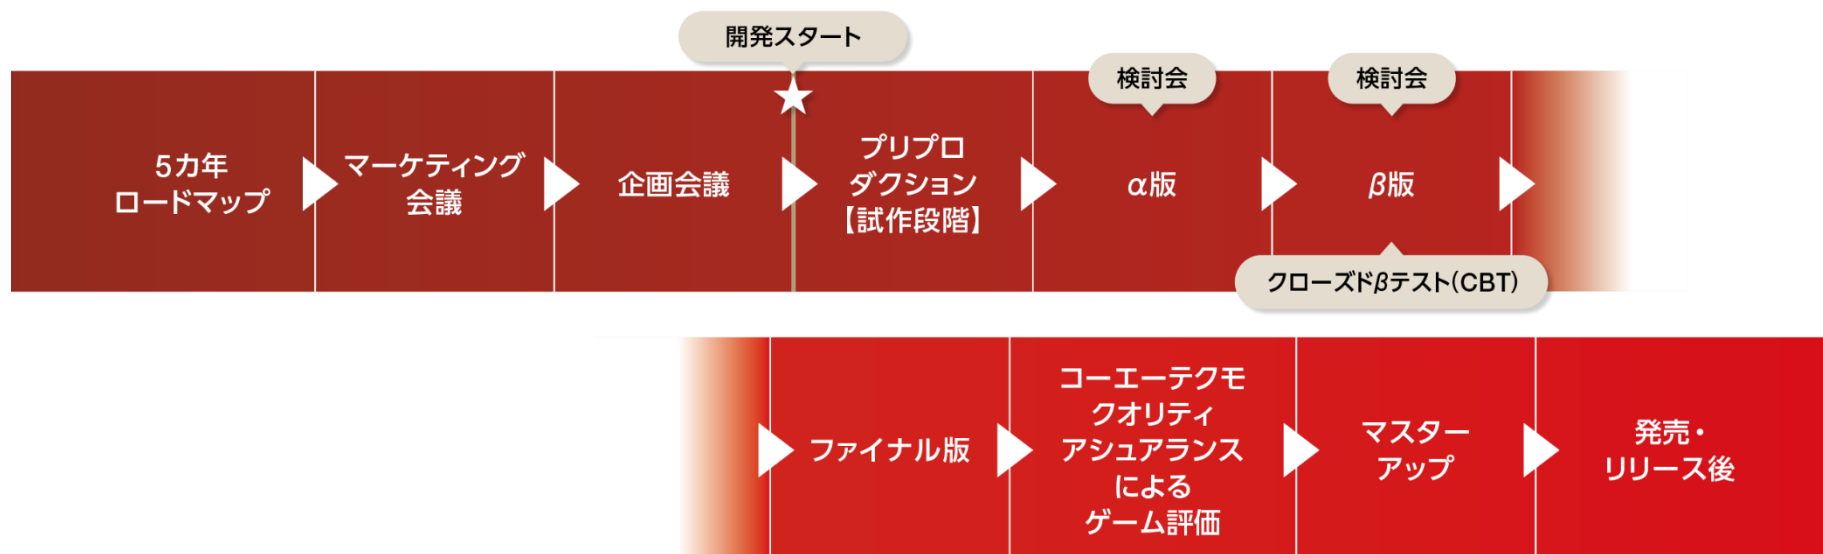 開発スタート
検討会
検討会
5カ年
ロードマップ
マーケティング
会議
企画会議
プリプロ
ダクション
【試作段階】
α版
β版
クローズドβテスト(CBT)
ファイナル版
コーエーテクモ
クオリティ
アシュアランス
による
ゲーム評価
マスター
アップ
発売・
リリース後